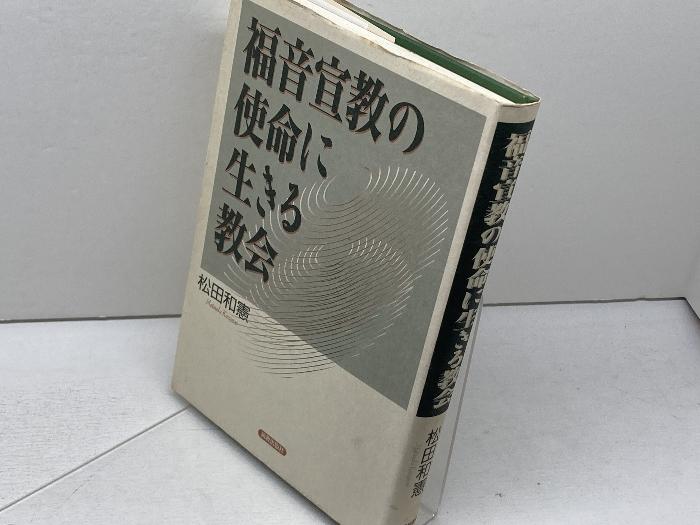 福音宣教の
使命に
生きる
教会
松田和憲
福音宣教の使命に生きる教会
松田和憲